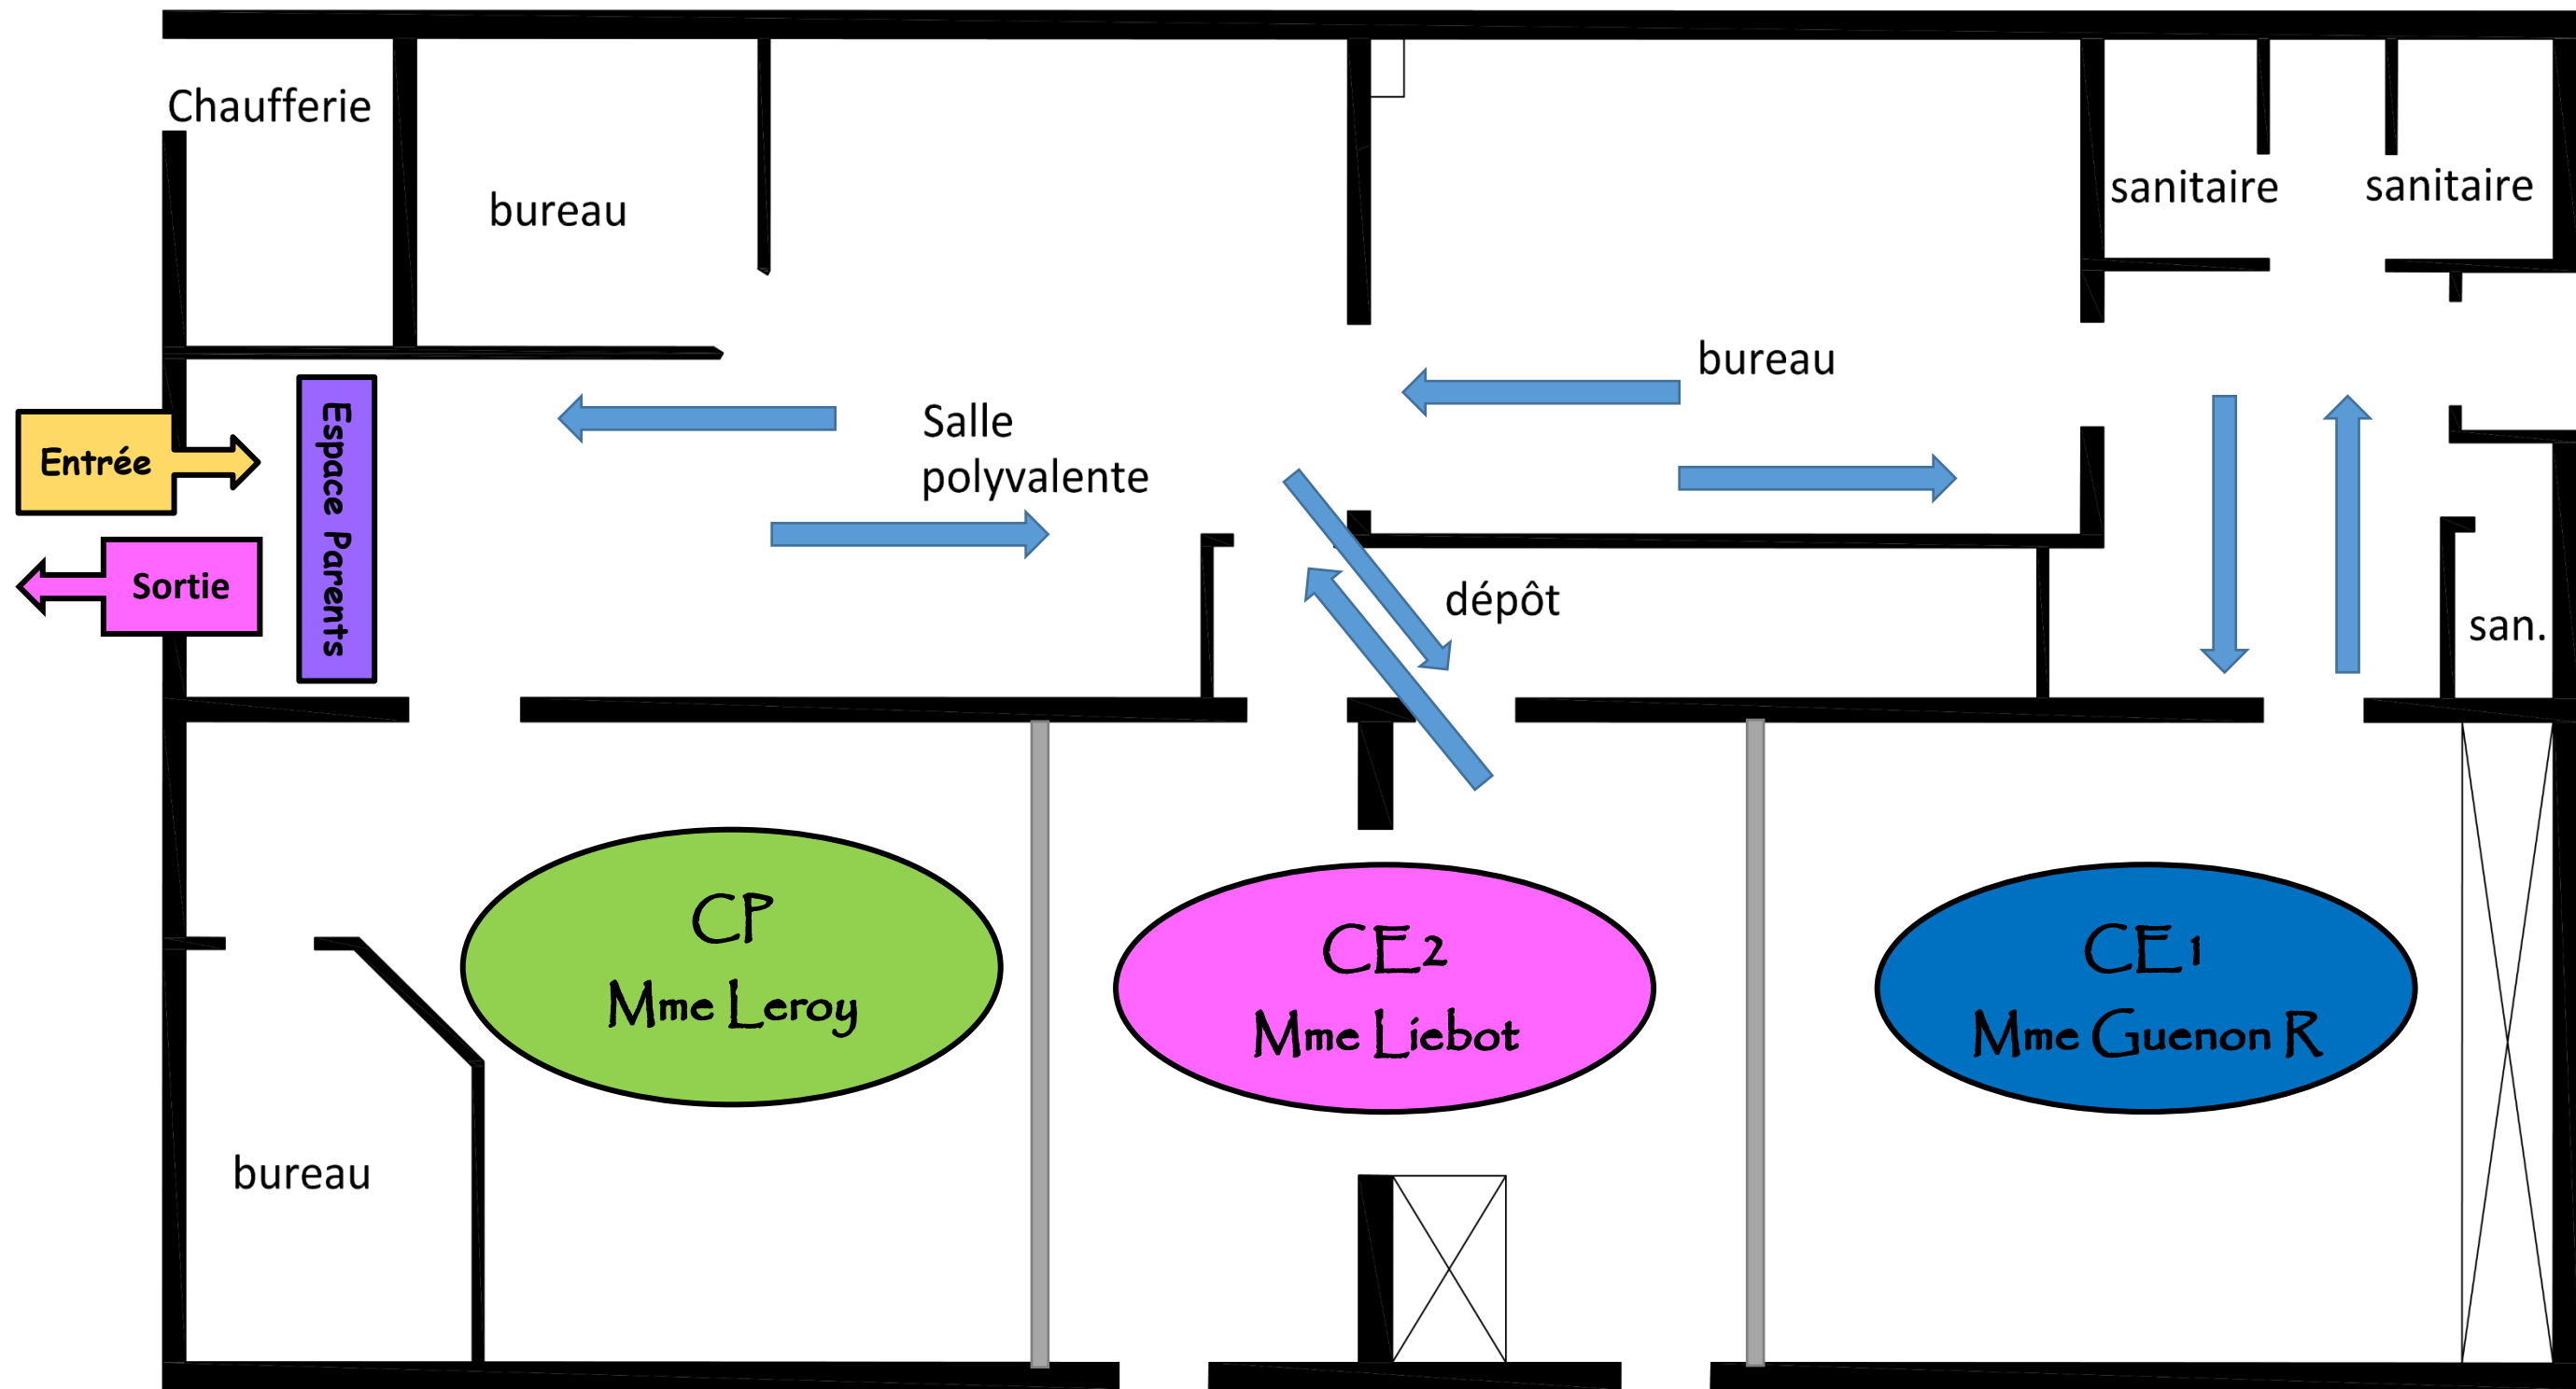 Chaufferie
bureau
sanitaire
sanitaire
bureau
Salle
polyvalente
Entrée
Espace Parents
Sortie
dépôt
san.
CP
Mme Leroy
CE2
Mme Liebot
CE1
Mme Guenon R
bureau